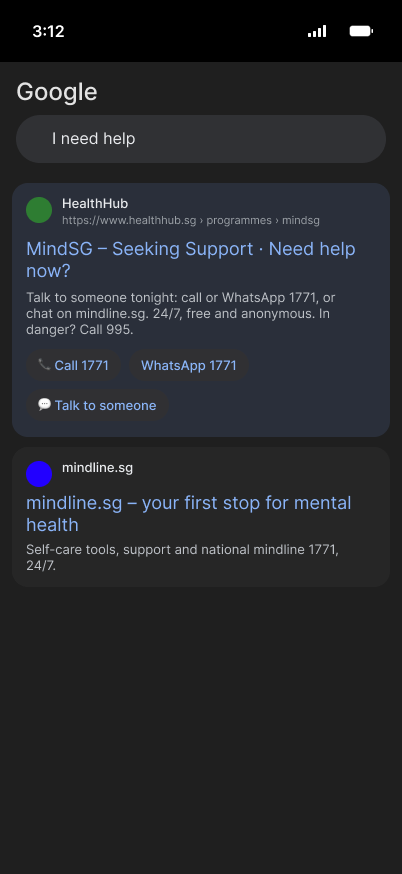 3:12
Google
I need help
HealthHub
https://www.healthhub.sg › programmes › mindsg
MindSG – Seeking Support · Need help
now?
Talk to someone tonight: call or WhatsApp 1771, or
chat on mindline.sg. 24/7, free and anonymous. In
danger? Call 995.
📞 Call 1771 WhatsApp 1771
💬 Talk to someone
mindline.sg
mindline.sg – your first stop for mental
health
Self-care tools, support and national mindline 1771,
24/7.